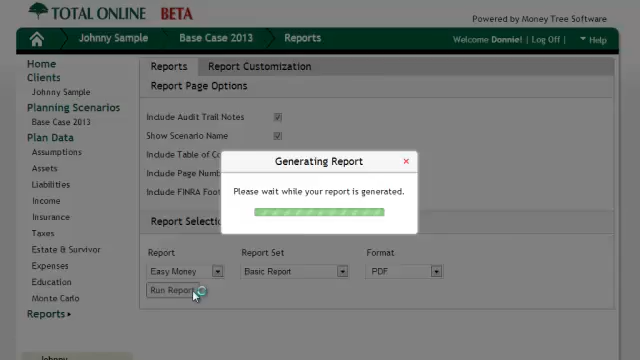 TOTAL ONLINE BETA
Powered by Money Tree Software
Johnny Sample Base Case 2013 Reports Welcome Donnie! | Log Off | Help
Home
Clients
Johnny Sample
Planning Scenarios
Base Case 2013
Plan Data
Assumptions
Assets
Liabilities
Income
Insurance
Taxes
Estate & Survivor
Expenses
Education
Monte Carlo
Reports
Johnny
Reports Report Customization
Report Page Options
Include Audit Trail Notes
Show Scenario Name
Include Table of Co
Include Page Num
Include FINRA Foot
Report Selectio
Report Report Set Format
Easy Money Basic Report PDF
Run Report
Generating Report ×
Please wait while your report is generated.